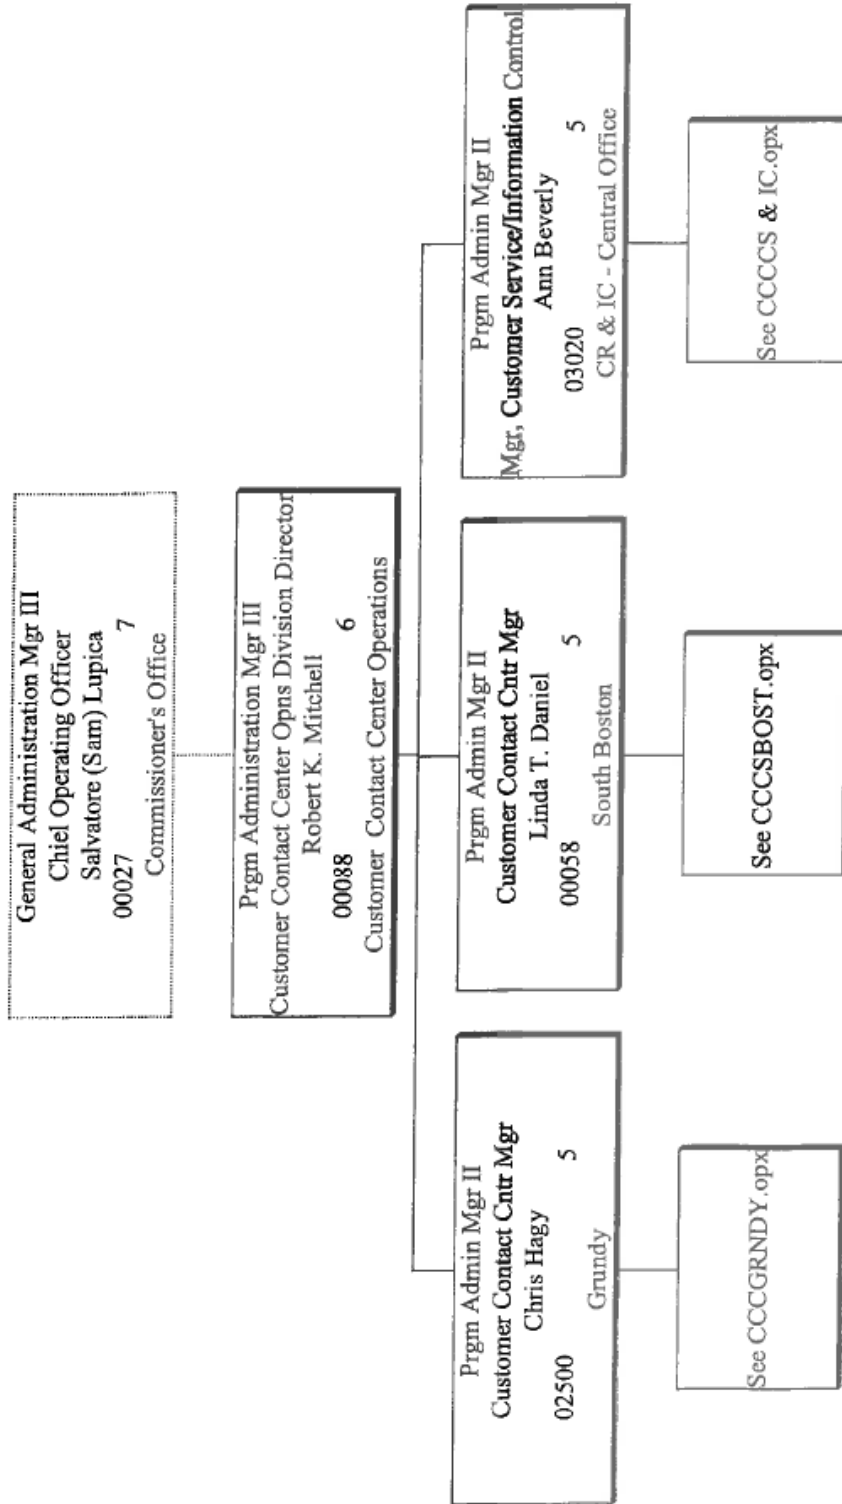 General Administration Mgr III
Chiel Operating Officer
Salvatore (Sam) Lupica
00027 7
Commissioner's Office
Prgm Administration Mgr III
Customer Contact Center Opns Division Director
Robert K. Mitchell
00088 6
Customer Contact Center Operations
Prgm Admin Mgr II
Customer Contact Cntr Mgr
Chris Hagy
02500 5
Grundy
Prgm Admin Mgr II
Customer Contact Cntr Mgr
Linda T. Daniel
00058 5
South Boston
Prgm Admin Mgr II
Mgr, Customer Service/Information Control
Ann Beverly
03020 5
CR & IC - Central Office
See CCCGRNDY.opx
See CCCSBOST.opx
See CCCCS & IC.opx